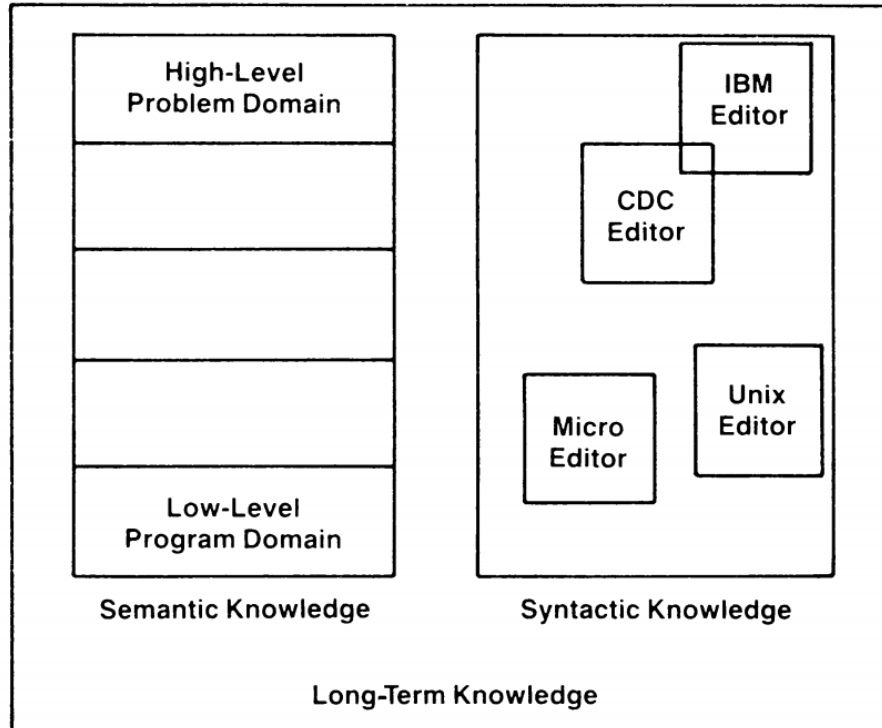 High-Level
Problem Domain
Low-Level
Program Domain
Semantic Knowledge
IBM
Editor
CDC
Editor
Micro
Editor
Unix
Editor
Syntactic Knowledge
Long-Term Knowledge